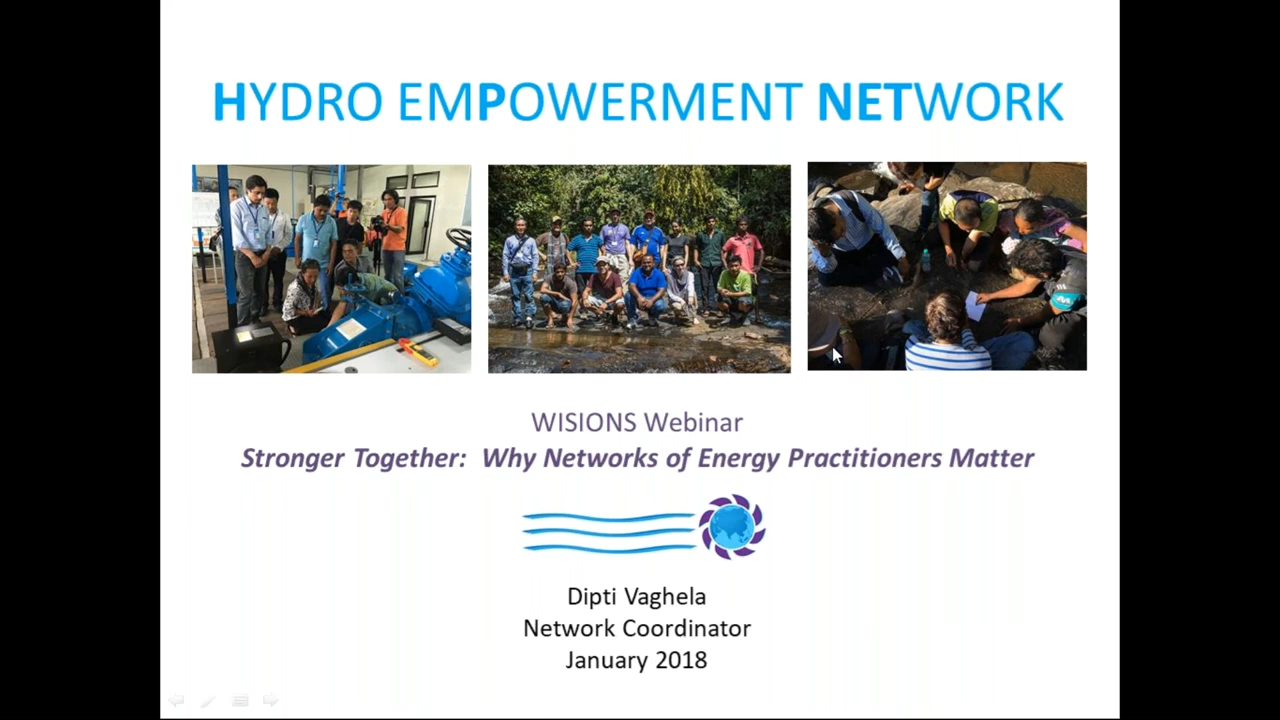 HYDRO EMPOWERMENT NETWORK
WISIONS Webinar
Stronger Together: Why Networks of Energy Practitioners Matter
Dipti Vaghela
Network Coordinator
January 2018